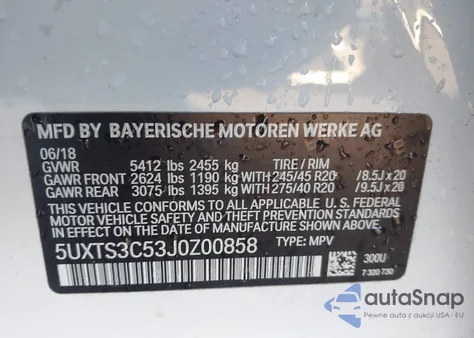 MFD BY BAYERISCHE MOTOREN WERKE AG
06/18
GVWR 5412 lbs 2455 kg TIRE / RIM
GAWR FRONT 2624 lbs 1190 kg WITH 245/45 R20 /8.5J x 20
GAWR REAR 3075 lbs 1395 kg WITH 275/40 R20 /9.5J x 20
THIS VEHICLE CONFORMS TO ALL APPLICABLE U. S. FEDERAL
MOTOR VEHICLE SAFETY, BUMPER, AND THEFT PREVENTION
STANDARDS IN EFFECT ON THE DATE OF MANUFACTURE SHOWN ABOVE.
5UXTS3C53J0Z00858 TYPE: MPV
300U
7 320 730
autoSnap
Pewne auta z aukcji USA i EU